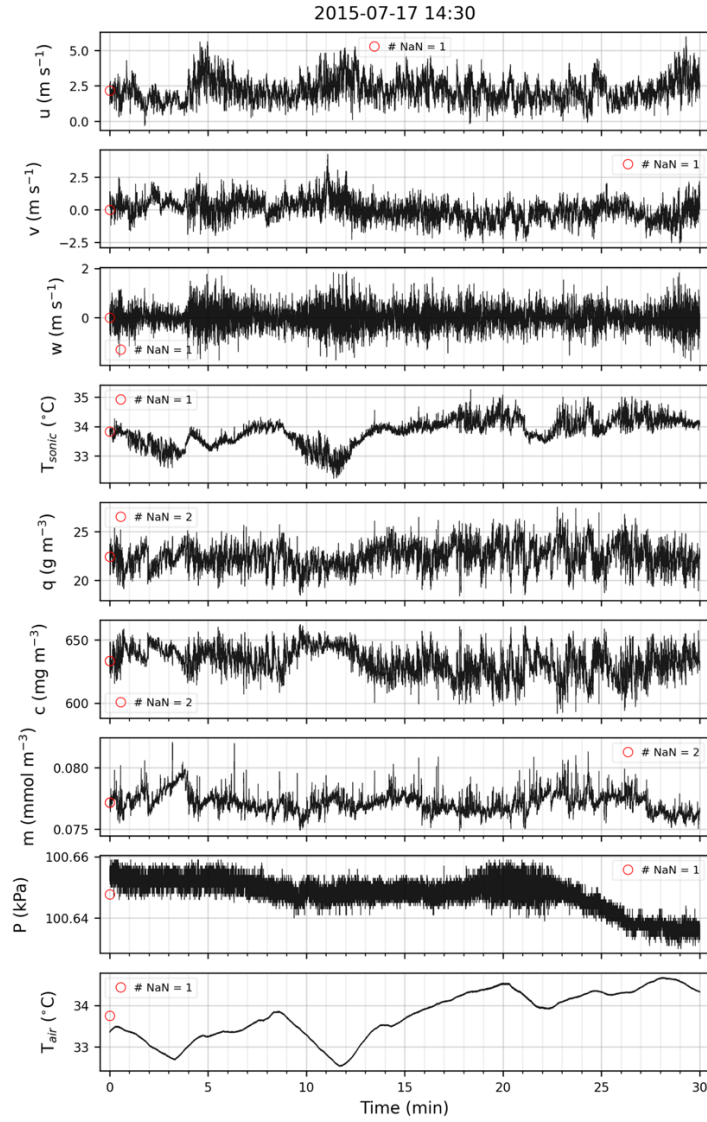 2015-07-17 14:30
u (m s⁻¹)
5.0
2.5
0.0
# NaN = 1
v (m s⁻¹)
2.5
0.0
−2.5
# NaN = 1
w (m s⁻¹)
2
0
# NaN = 1
T_sonic (°C)
35
34
33
# NaN = 1
q (g m⁻³)
25
20
# NaN = 2
c (mg m⁻³)
650
600
# NaN = 2
m (mmol m⁻³)
0.080
0.075
# NaN = 2
P (kPa)
100.66
100.64
# NaN = 1
T_air (°C)
34
33
# NaN = 1
0 5 10 15 20 25 30
Time (min)